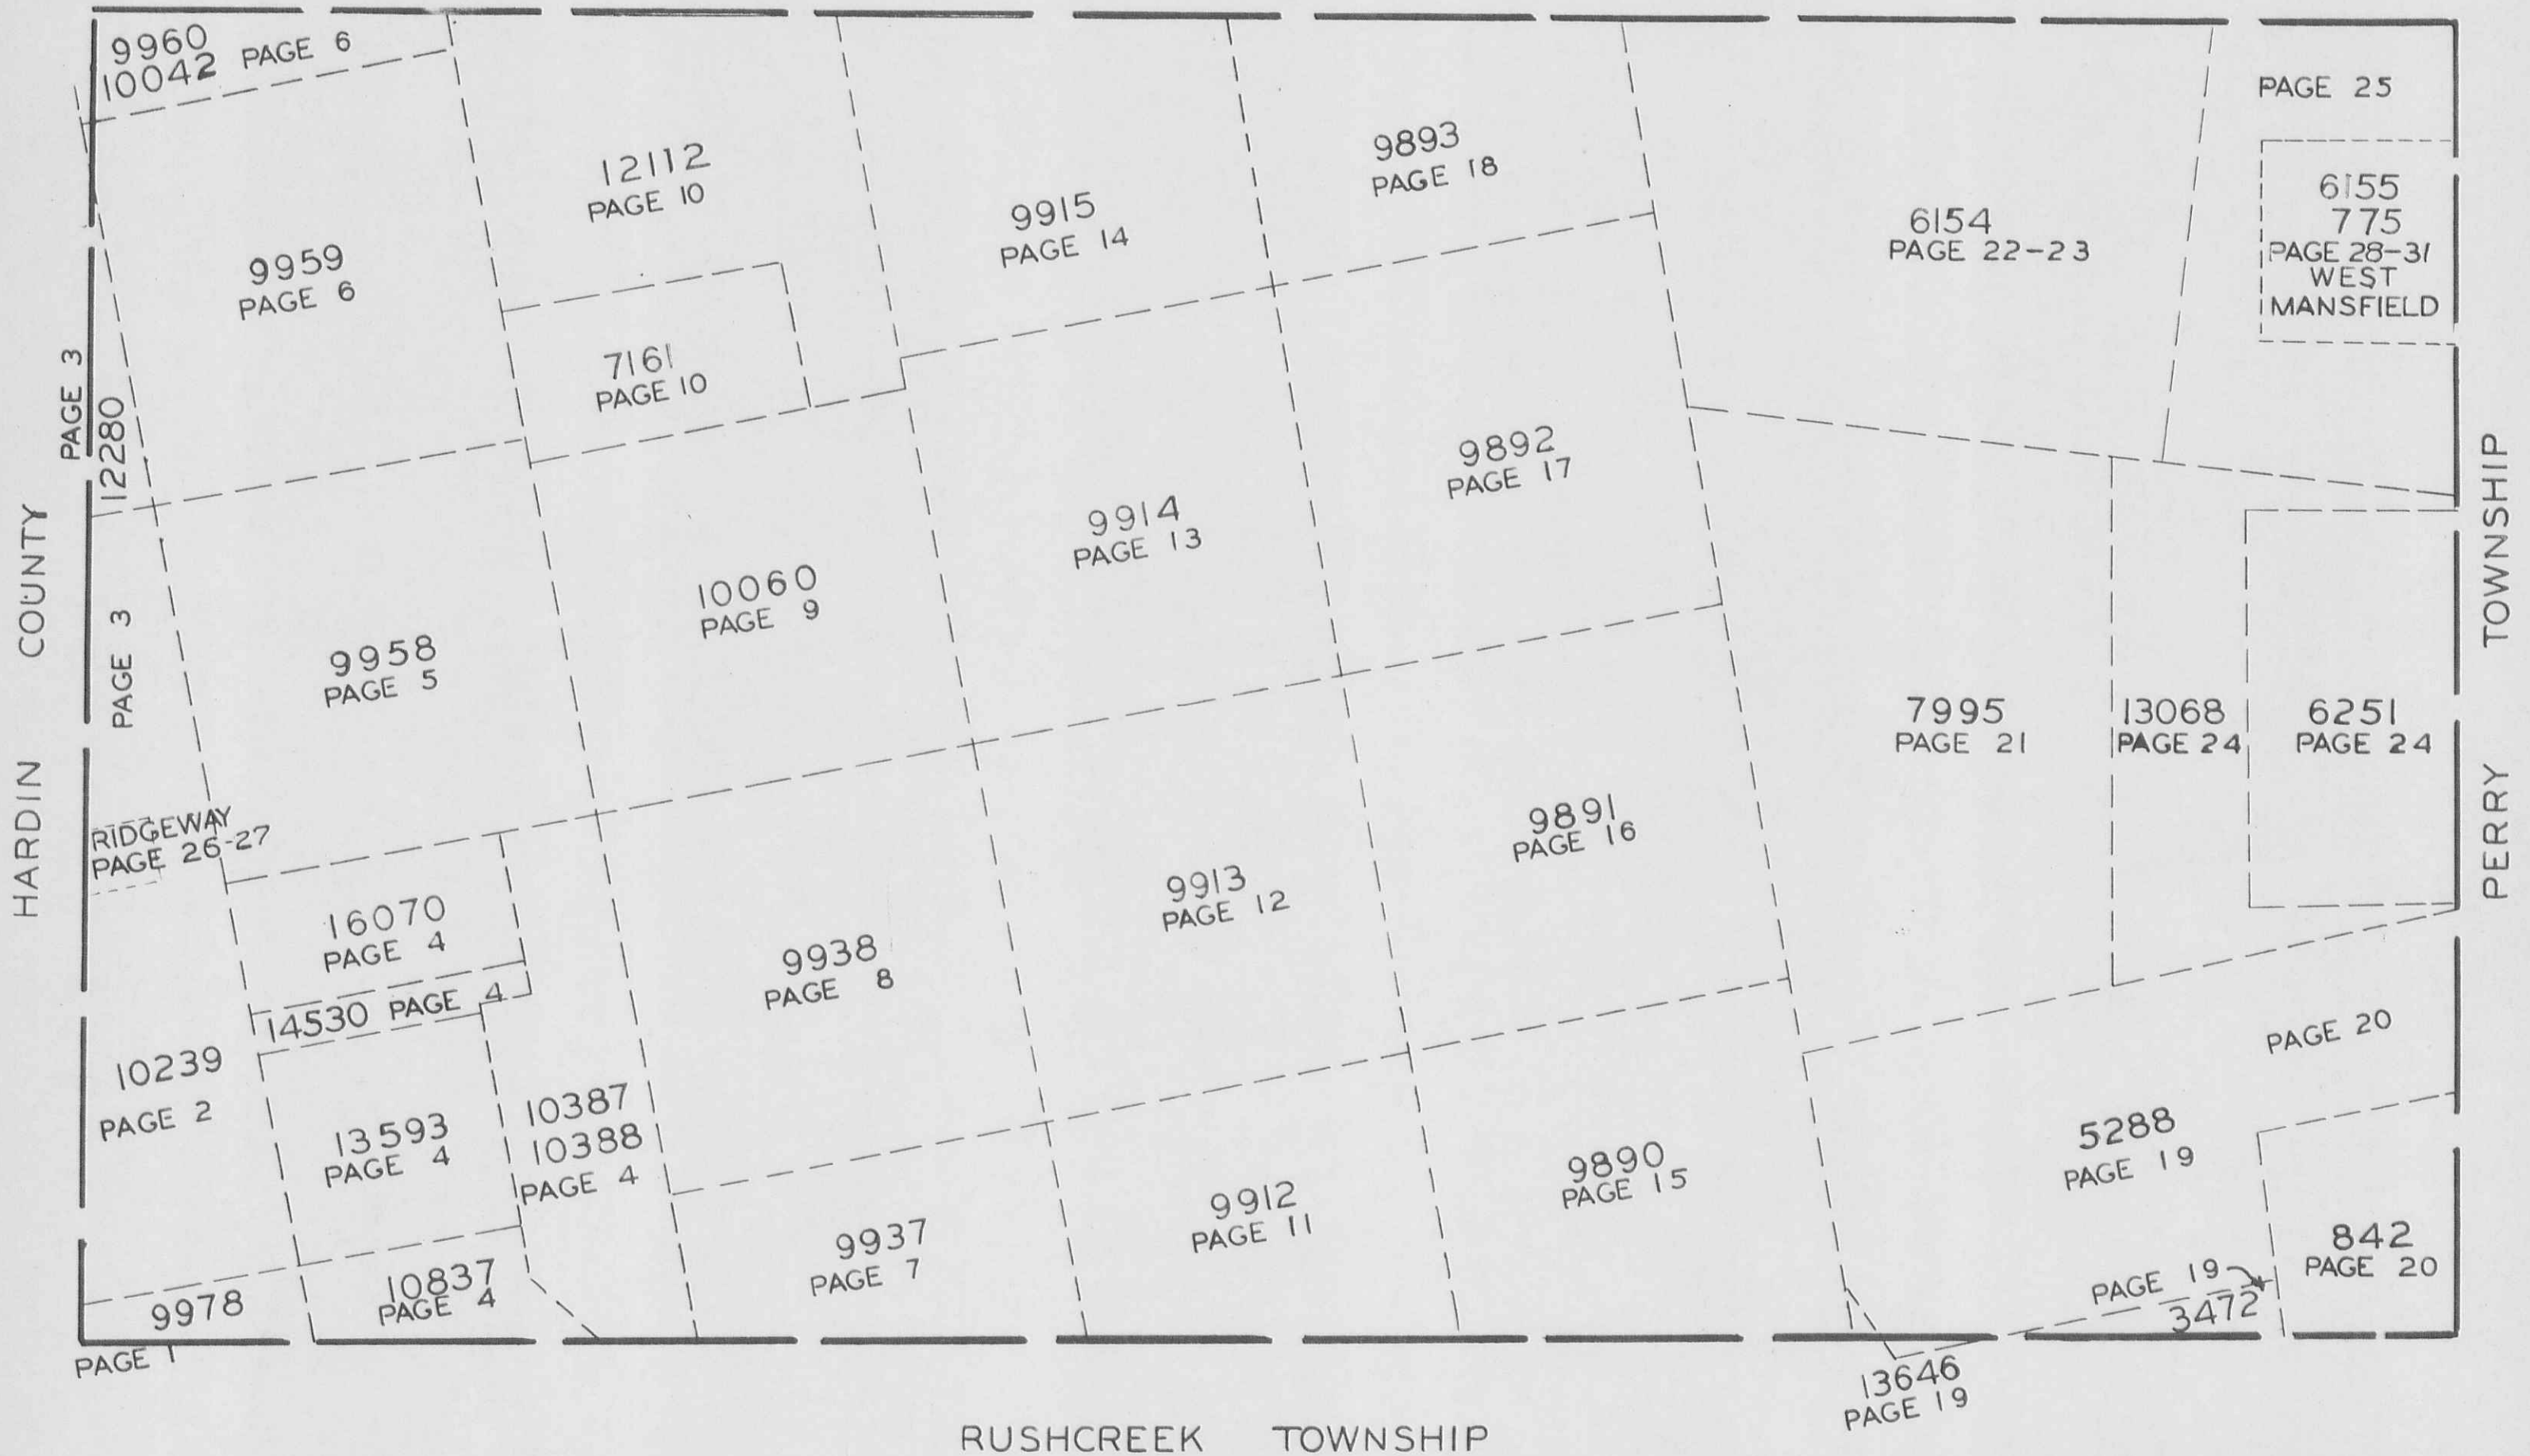 9960
10042 PAGE 6
12112
PAGE 10
9915
PAGE 14
9893
PAGE 18
6154
PAGE 22-23
PAGE 25
6155
775
PAGE 28-31
WEST
MANSFIELD
9959
PAGE 6
7161
PAGE 10
PAGE 3
12280
9892
PAGE 17
9914
PAGE 13
10060
PAGE 9
9958
PAGE 5
PAGE 3
HARDIN COUNTY
PERRY TOWNSHIP
7995
PAGE 21
13068
PAGE 24
6251
PAGE 24
RIDGEWAY
PAGE 26-27
9891
PAGE 16
9913
PAGE 12
9938
PAGE 8
16070
PAGE 4
14530 PAGE 4
10239
PAGE 2
13593
PAGE 4
10387
10388
PAGE 4
PAGE 20
5288
PAGE 19
9890
PAGE 15
9912
PAGE 11
9937
PAGE 7
842
PAGE 20
PAGE 19
3472
9978
10837
PAGE 4
PAGE 1
13646
PAGE 19
RUSHCREEK TOWNSHIP